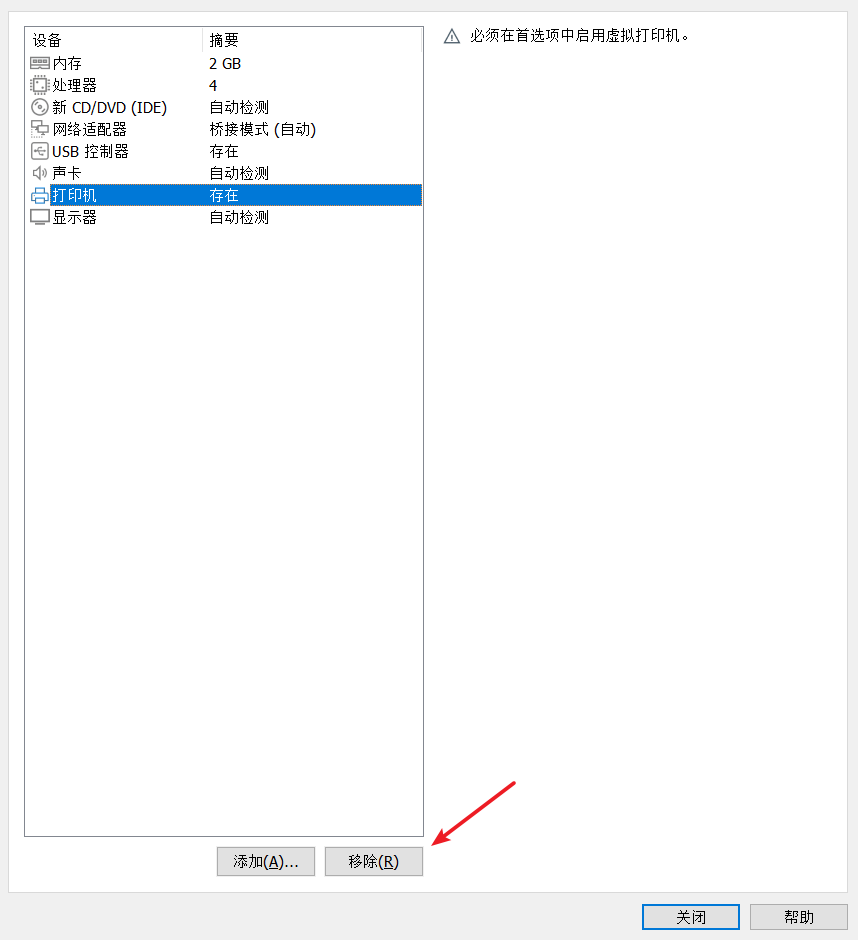 设备 摘要
内存 2 GB
处理器 4
新 CD/DVD (IDE) 自动检测
网络适配器 桥接模式 (自动)
USB 控制器 存在
声卡 自动检测
打印机 存在
显示器 自动检测
必须在首选项中启用虚拟打印机。
添加(A)... 移除(R)
关闭 帮助